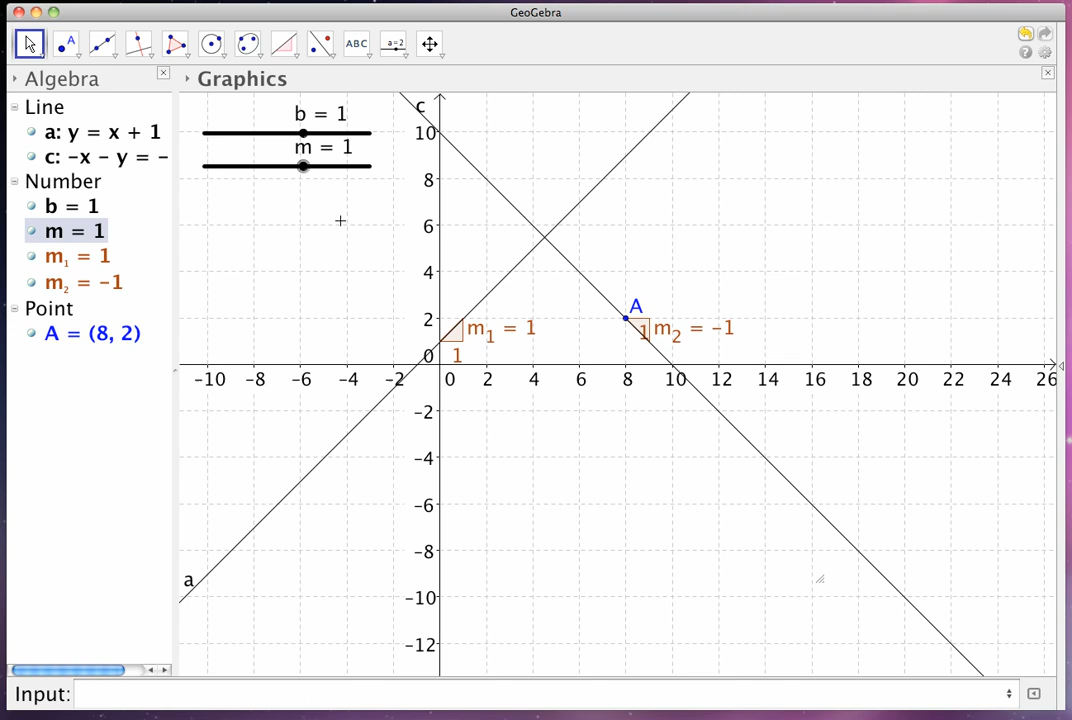 GeoGebra
A
ABC
a=2
Algebra
Graphics
Line
a: y = x + 1
c: -x - y = -
Number
b = 1
m = 1
m₁ = 1
m₂ = -1
Point
A = (8, 2)
b = 1
m = 1
c
10
8
6
4
2
0
-2
-4
-6
-8
-10
-12
-10 -8 -6 -4 -2 0 2 4 6 8 10 12 14 16 18 20 22 24 26
A
m₁ = 1
1
1
m₂ = -1
a
Input: